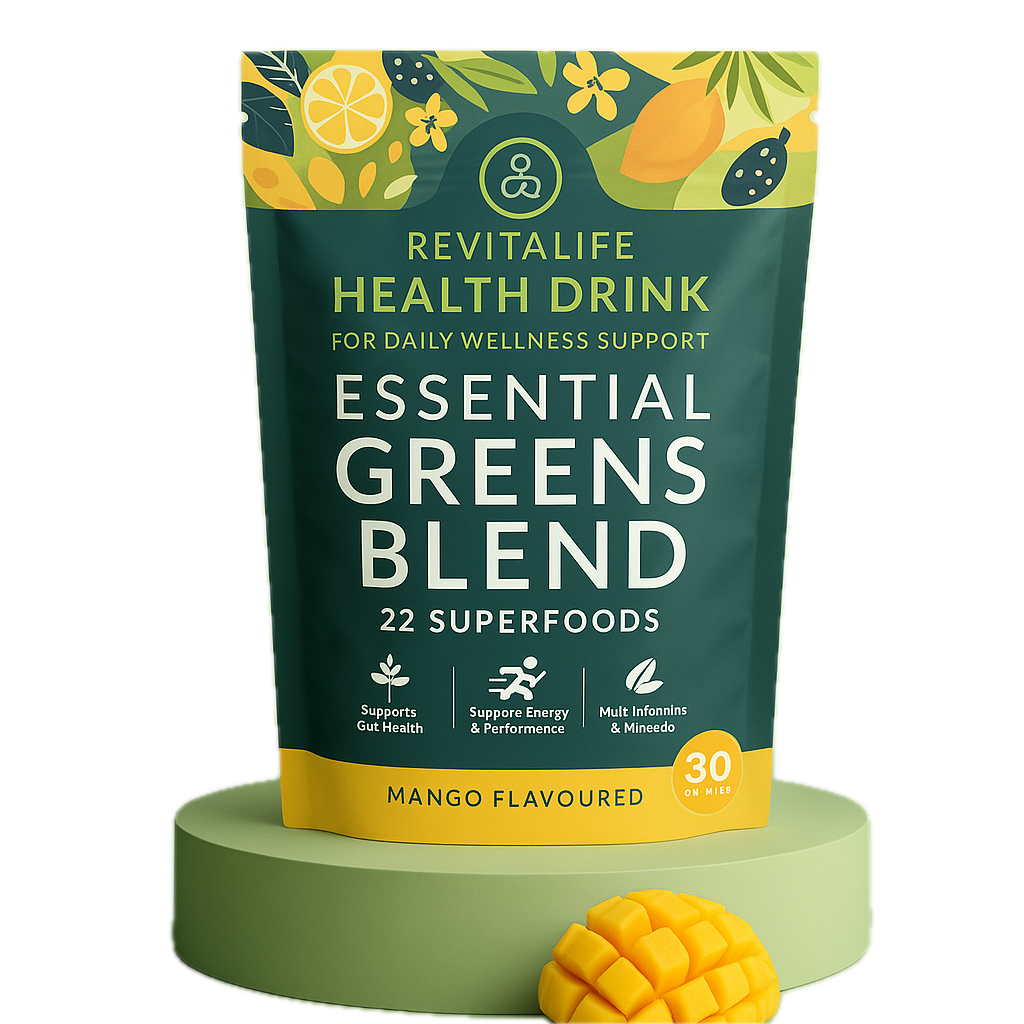 REVITALIFE
HEALTH DRINK
FOR DAILY WELLNESS SUPPORT
ESSENTIAL
GREENS
BLEND
22 SUPERFOODS
Supports
Gut Health
Suppore Energy
& Performence
Mult Infonnins
& Mineedo
30
ON·MIEB
MANGO FLAVOURED